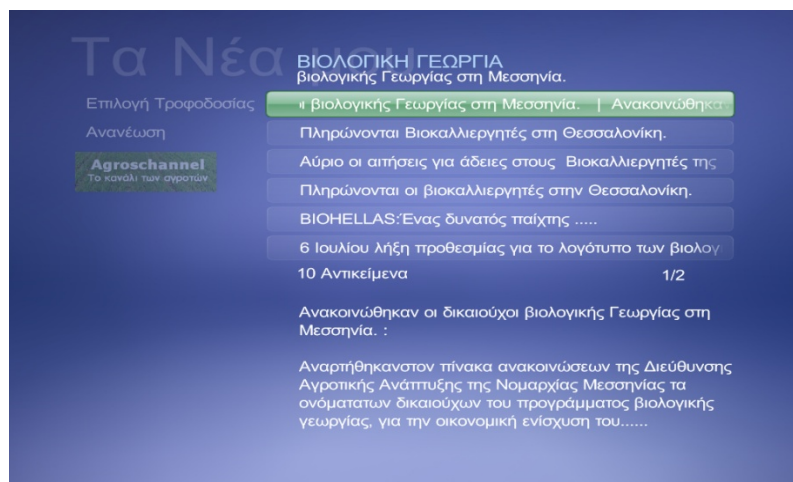 Τα Νέα μου
ΒΙΟΛΟΓΙΚΗ ΓΕΩΡΓΙΑ
βιολογικής Γεωργίας στη Μεσσηνία.
Επιλογή Τροφοδοσίας
βιολογικής Γεωργίας στη Μεσσηνία. | Ανακοινώθηκαν
Ανανέωση
Πληρώνονται Βιοκαλλιεργητές στη Θεσσαλονίκη.
Agroschannel
Το κανάλι των αγροτών
Αύριο οι αιτήσεις για άδειες στους Βιοκαλλιεργητές της
Πληρώνονται οι βιοκαλλιεργητές στην Θεσσαλονίκη.
BIOHELLAS:Ένας δυνατός παίχτης .....
6 Ιουλίου λήξη προθεσμίας για το λογότυπο των βιολογ
10 Αντικείμενα
1/2
Ανακοινώθηκαν οι δικαιούχοι βιολογικής Γεωργίας στη
Μεσσηνία. :
Αναρτήθηκανστον πίνακα ανακοινώσεων της Διεύθυνσης
Αγροτικής Ανάπτυξης της Νομαρχίας Μεσσηνίας τα
ονόματατων δικαιούχων του προγράμματος βιολογικής
γεωργίας, για την οικονομική ενίσχυση του......